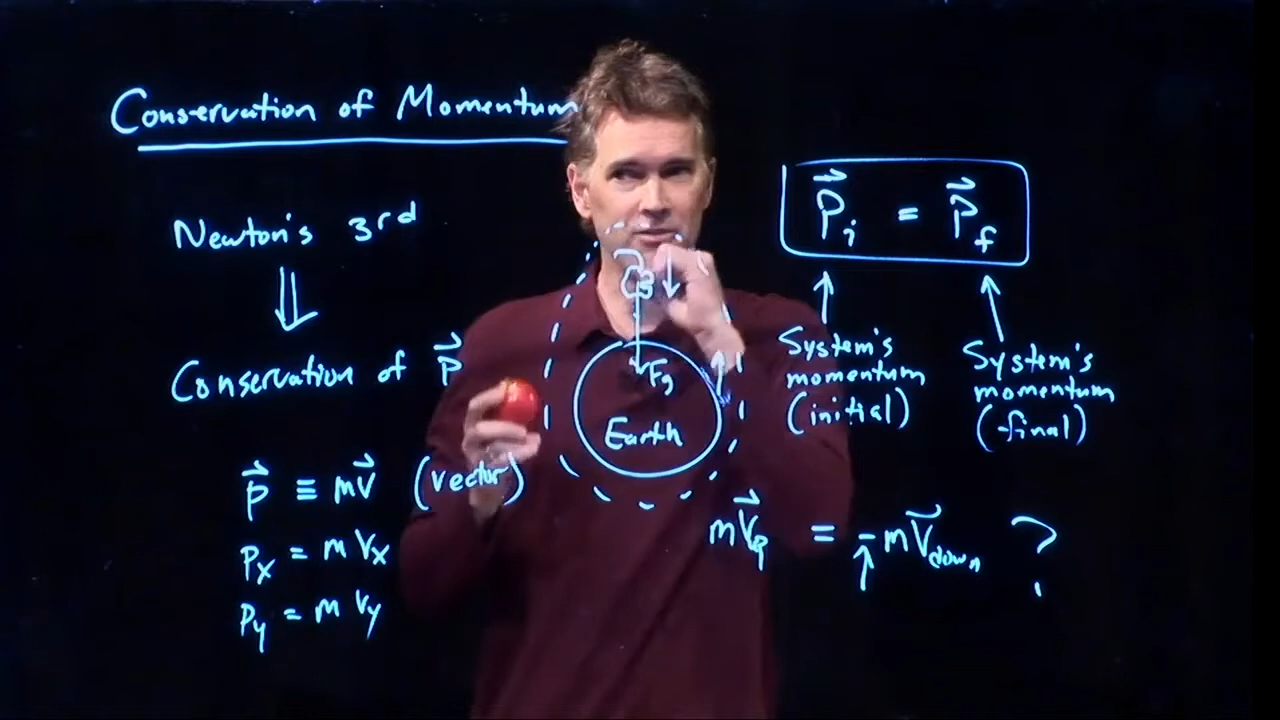 Conservation of Momentum
Newton's 3rd
⇓
Conservation of P⃗
p⃗ ≡ mv⃗ (vector)
Px = m Vx
Py = m Vy
Fg
Earth
P⃗i = P⃗f
System's
momentum
(initial)
System's
momentum
(final)
= -mV⃗down ?